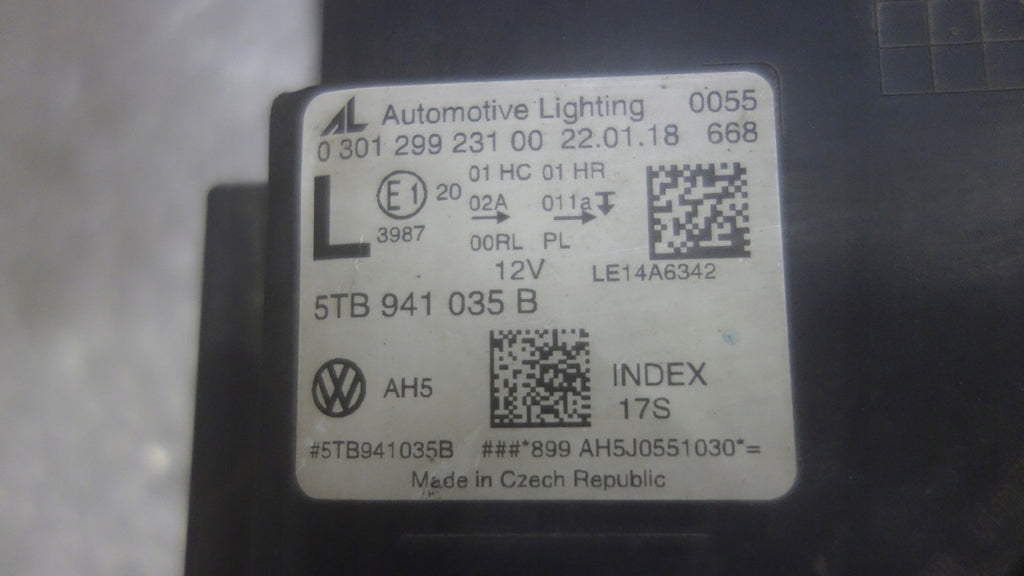 AL Automotive Lighting 0055
0 301 299 231 00 22.01.18 668
L E1 20 01 HC 01 HR
02A 011a
3987 00RL PL
12V LE14A6342
5TB 941 035 B
VW AH5 INDEX
17S
#5TB941035B ###*899 AH5J0551030*=
Made in Czech Republic